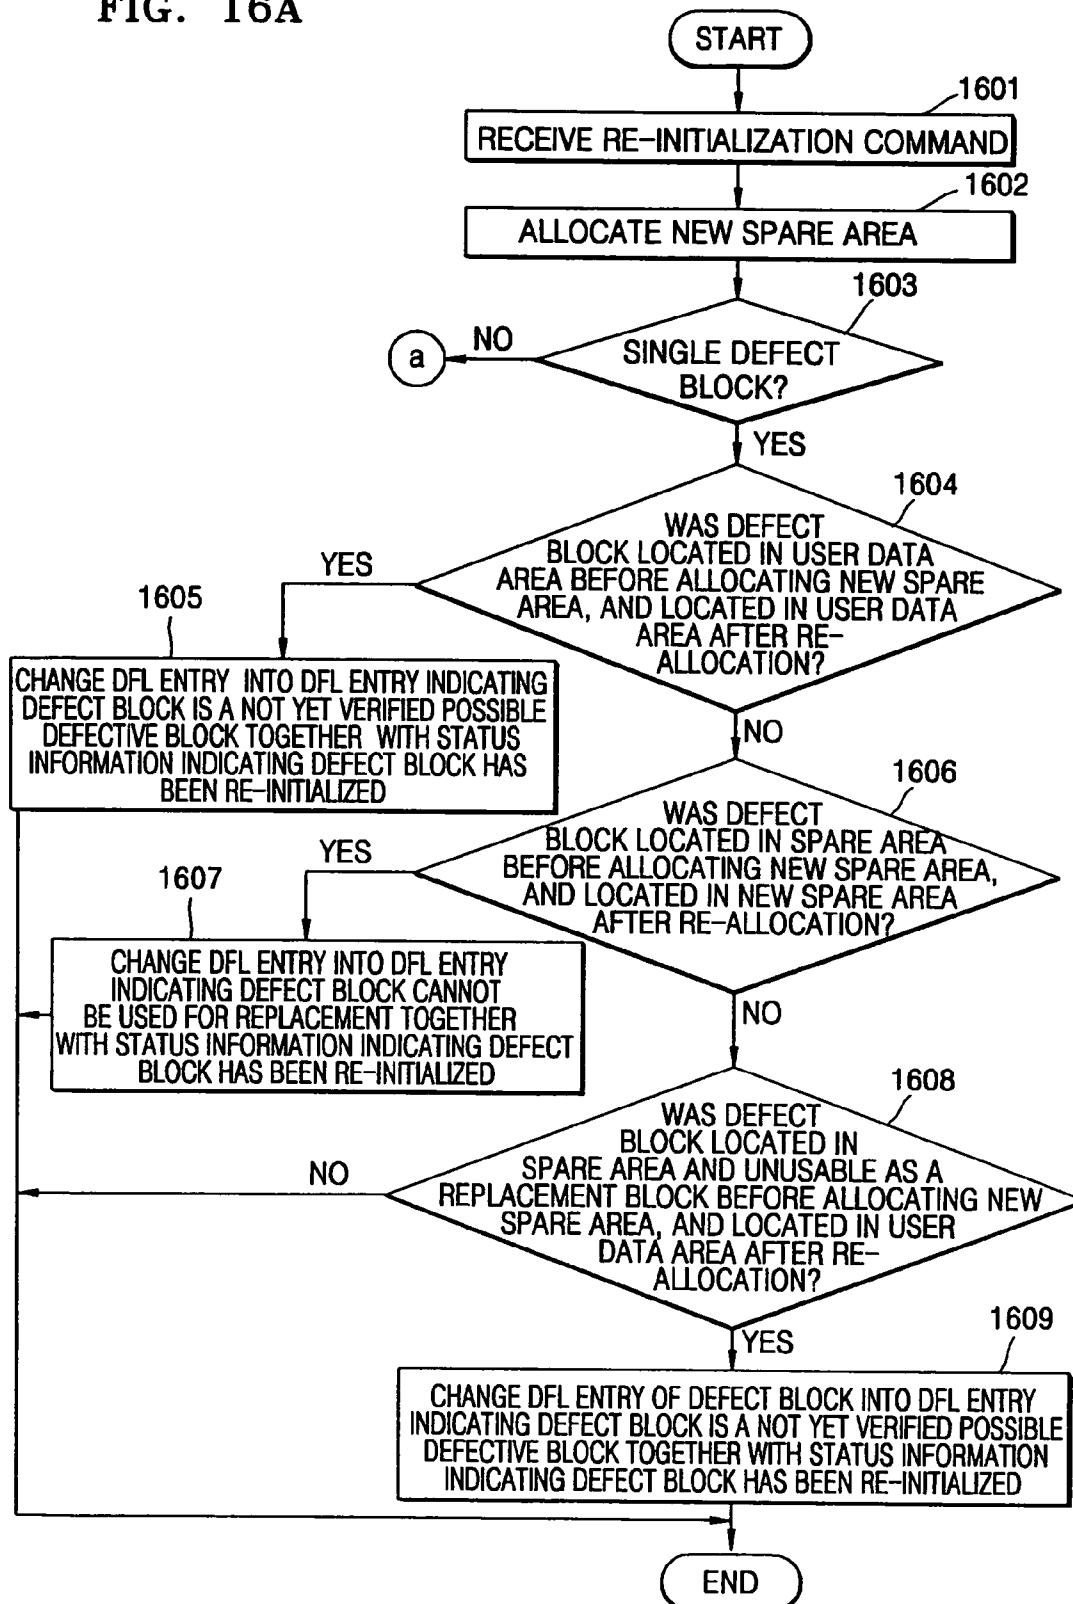 FIG. 16A
START
1601
RECEIVE RE-INITIALIZATION COMMAND
1602
ALLOCATE NEW SPARE AREA
1603
SINGLE DEFECT
BLOCK?
NO
a
YES
1604
WAS DEFECT
BLOCK LOCATED IN USER DATA
AREA BEFORE ALLOCATING NEW SPARE
AREA, AND LOCATED IN USER DATA
AREA AFTER RE-
ALLOCATION?
YES
1605
CHANGE DFL ENTRY INTO DFL ENTRY INDICATING
DEFECT BLOCK IS A NOT YET VERIFIED POSSIBLE
DEFECTIVE BLOCK TOGETHER WITH STATUS
INFORMATION INDICATING DEFECT BLOCK HAS
BEEN RE-INITIALIZED
NO
1606
WAS DEFECT
BLOCK LOCATED IN SPARE AREA
BEFORE ALLOCATING NEW SPARE AREA,
AND LOCATED IN NEW SPARE AREA
AFTER RE-ALLOCATION?
YES
1607
CHANGE DFL ENTRY INTO DFL ENTRY
INDICATING DEFECT BLOCK CANNOT
BE USED FOR REPLACEMENT TOGETHER
WITH STATUS INFORMATION INDICATING DEFECT
BLOCK HAS BEEN RE-INITIALIZED
NO
1608
WAS DEFECT
BLOCK LOCATED IN
SPARE AREA AND UNUSABLE AS A
REPLACEMENT BLOCK BEFORE ALLOCATING NEW
SPARE AREA, AND LOCATED IN USER
DATA AREA AFTER RE-
ALLOCATION?
NO
YES
1609
CHANGE DFL ENTRY OF DEFECT BLOCK INTO DFL ENTRY
INDICATING DEFECT BLOCK IS A NOT YET VERIFIED POSSIBLE
DEFECTIVE BLOCK TOGETHER WITH STATUS INFORMATION
INDICATING DEFECT BLOCK HAS BEEN RE-INITIALIZED
END